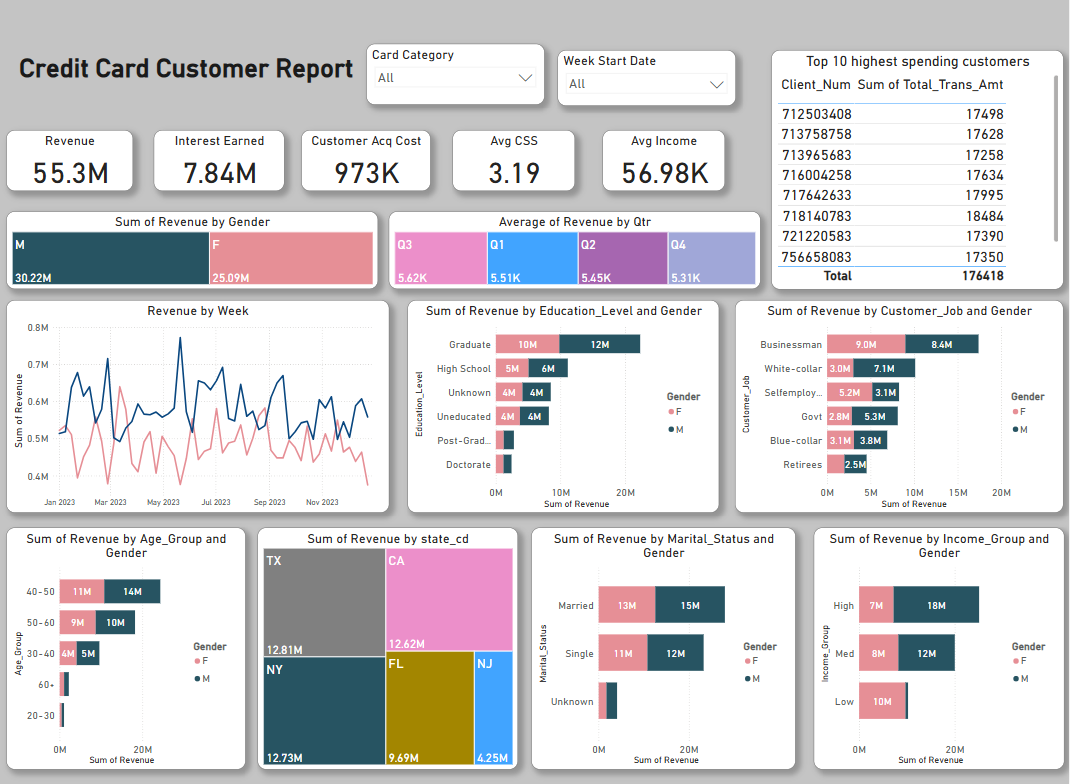 Credit Card Customer Report
Card Category
All
Week Start Date
All
Top 10 highest spending customers
Client_Num Sum of Total_Trans_Amt
712503408 17498
713758758 17628
713965683 17258
716004258 17634
717642633 17995
718140783 18484
721220583 17390
756658083 17350
Total 176418
Revenue
55.3M
Interest Earned
7.84M
Customer Acq Cost
973K
Avg CSS
3.19
Avg Income
56.98K
Sum of Revenue by Gender
M
30.22M
F
25.09M
Average of Revenue by Qtr
Q3
5.62K
Q1
5.51K
Q2
5.45K
Q4
5.31K
Revenue by Week
Sum of Revenue
0.8M
0.7M
0.6M
0.5M
0.4M
Jan 2023 Mar 2023 May 2023 Jul 2023 Sep 2023 Nov 2023
Sum of Revenue by Education_Level and Gender
Education_Level
Graduate 10M 12M
High School 5M 6M
Unknown 4M 4M
Uneducated 4M 4M
Post-Grad...
Doctorate
0M 10M 20M
Sum of Revenue
Gender
F
M
Sum of Revenue by Customer_Job and Gender
Customer_Job
Businessman 9.0M 8.4M
White-collar 3.0M 7.1M
Selfemploy... 5.2M 3.1M
Govt 2.8M 5.3M
Blue-collar 3.1M 3.8M
Retirees 2.5M
0M 5M 10M 15M 20M
Sum of Revenue
Gender
F
M
Sum of Revenue by Age_Group and
Gender
Age_Group
40-50 11M 14M
50-60 9M 10M
30-40 4M 5M
60+
20-30
0M 20M
Sum of Revenue
Gender
F
M
Sum of Revenue by state_cd
TX
12.81M
CA
12.62M
NY
12.73M
FL
9.69M
NJ
4.25M
Sum of Revenue by Marital_Status and
Gender
Marital_Status
Married 13M 15M
Single 11M 12M
Unknown
0M 20M
Sum of Revenue
Gender
F
M
Sum of Revenue by Income_Group and
Gender
Income_Group
High 7M 18M
Med 8M 12M
Low 10M
0M 20M
Sum of Revenue
Gender
F
M